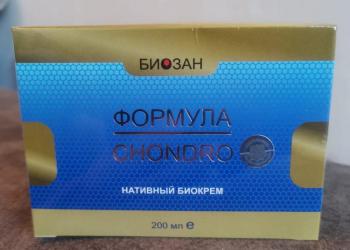 БИОЗАН
ФОРМУЛА
CHONDRO
НАТИВНЫЙ БИОКРЕМ
200 мл e